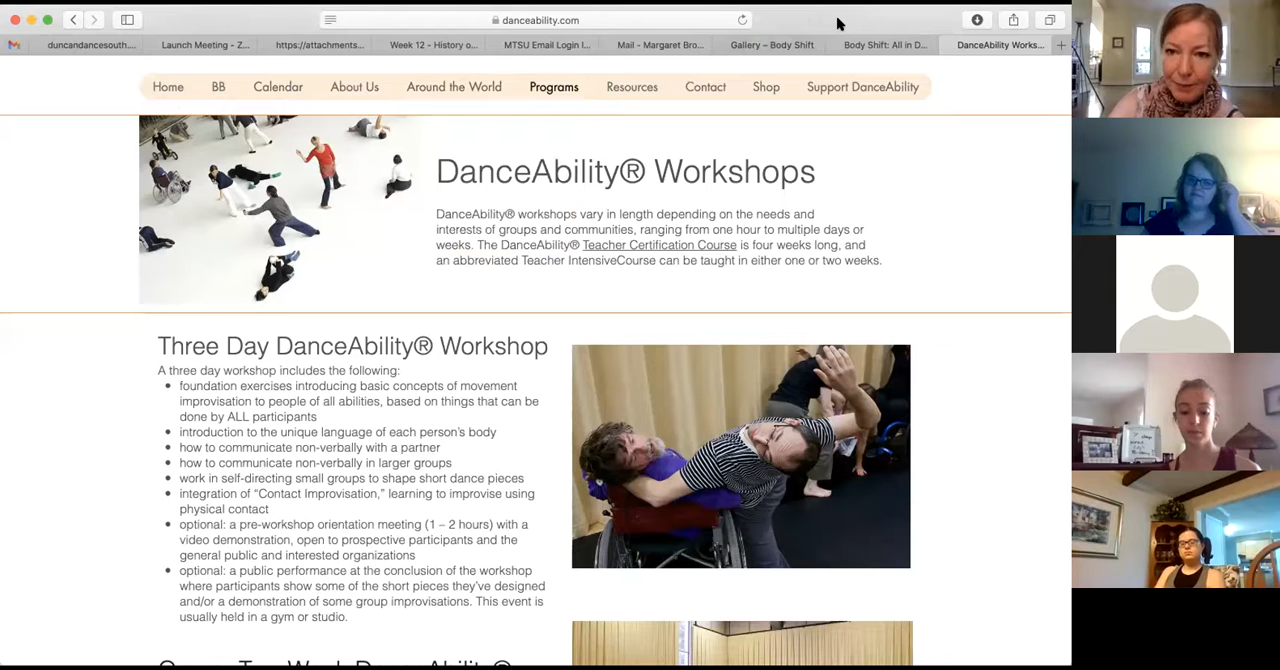 danceability.com
duncandancesouth....
Launch Meeting - Z...
https://attachments...
Week 12 - History o...
MTSU Email Login I...
Mail - Margaret Bro...
Gallery – Body Shift
Body Shift: All in D...
DanceAbility Works...
Home
BB
Calendar
About Us
Around the World
Programs
Resources
Contact
Shop
Support DanceAbility
DanceAbility® Workshops
DanceAbility® workshops vary in length depending on the needs and
interests of groups and communities, ranging from one hour to multiple days or
weeks. The DanceAbility® Teacher Certification Course is four weeks long, and
an abbreviated Teacher IntensiveCourse can be taught in either one or two weeks.
Three Day DanceAbility® Workshop
A three day workshop includes the following:
• foundation exercises introducing basic concepts of movement
improvisation to people of all abilities, based on things that can be
done by ALL participants
• introduction to the unique language of each person's body
• how to communicate non-verbally with a partner
• how to communicate non-verbally in larger groups
• work in self-directing small groups to shape short dance pieces
• integration of “Contact Improvisation,” learning to improvise using
physical contact
• optional: a pre-workshop orientation meeting (1 – 2 hours) with a
video demonstration, open to prospective participants and the
general public and interested organizations
• optional: a public performance at the conclusion of the workshop
where participants show some of the short pieces they've designed
and/or a demonstration of some group improvisations. This event is
usually held in a gym or studio.